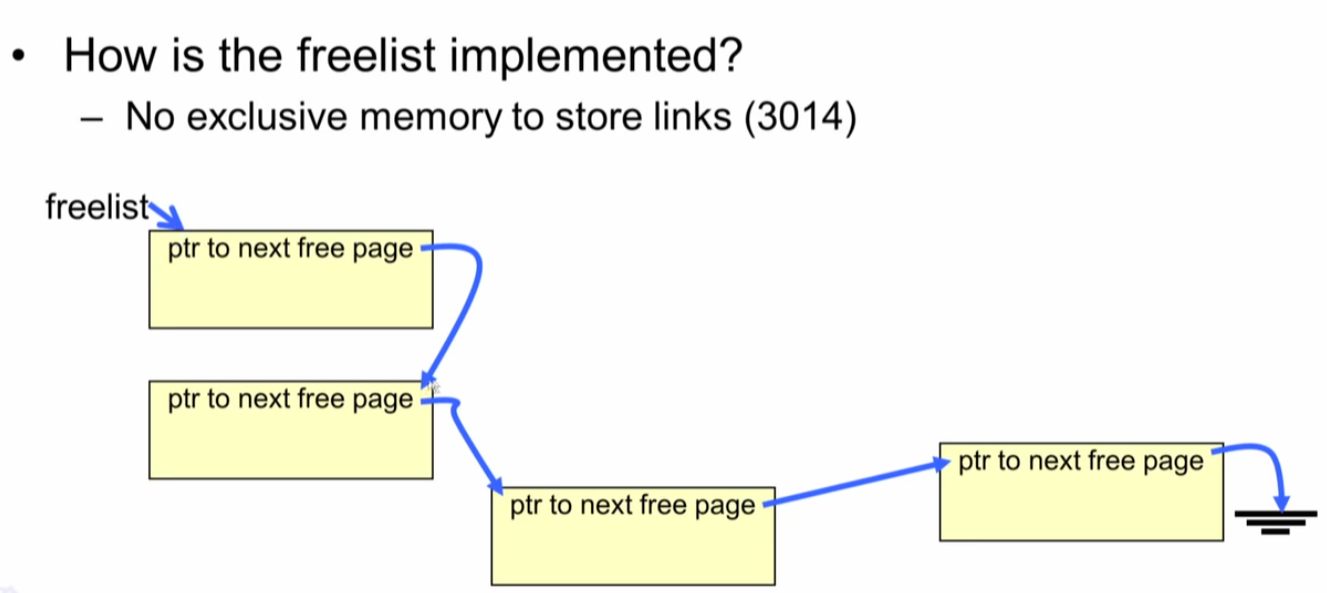 • How is the freelist implemented?
– No exclusive memory to store links (3014)
freelist
ptr to next free page
ptr to next free page
ptr to next free page
ptr to next free page